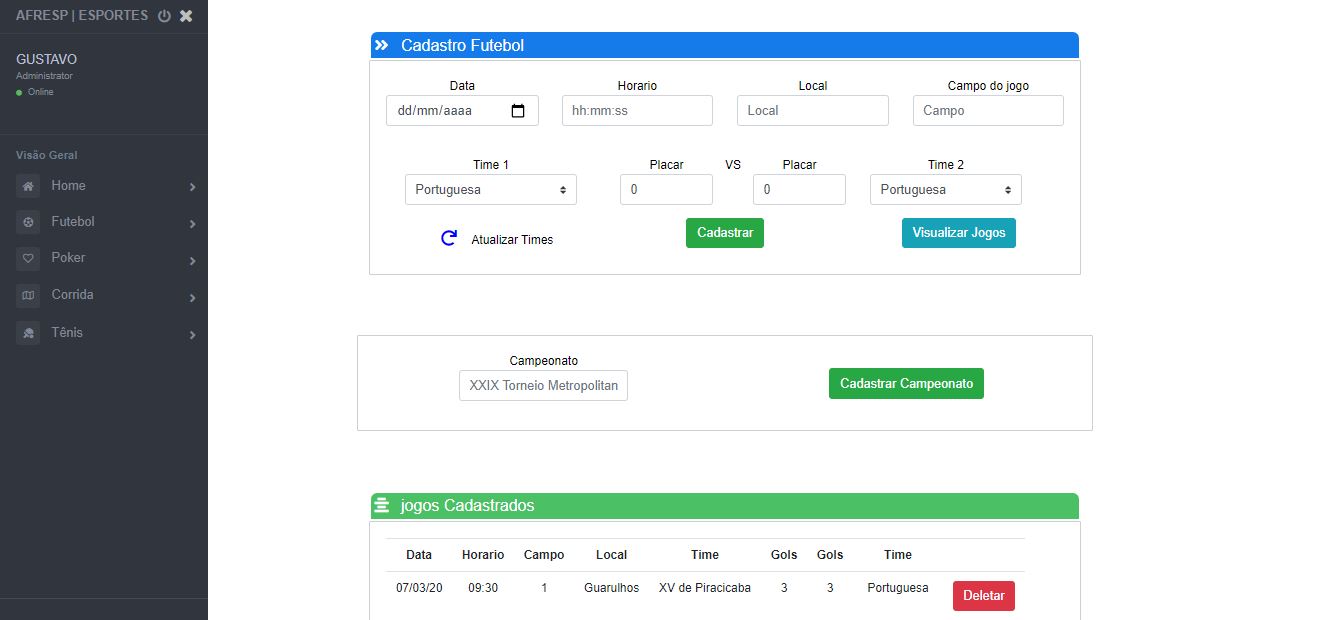 AFRESP | ESPORTES
GUSTAVO
Administrator
Online
Visão Geral
Home
Futebol
Poker
Corrida
Tênis
Cadastro Futebol
Data Horario Local Campo do jogo
dd/mm/aaaa hh:mm:ss Local Campo
Time 1 Placar VS Placar Time 2
Portuguesa 0 0 Portuguesa
Atualizar Times Cadastrar Visualizar Jogos
Campeonato
XXIX Torneio Metropolitan Cadastrar Campeonato
jogos Cadastrados
Data Horario Campo Local Time Gols Gols Time
07/03/20 09:30 1 Guarulhos XV de Piracicaba 3 3 Portuguesa Deletar